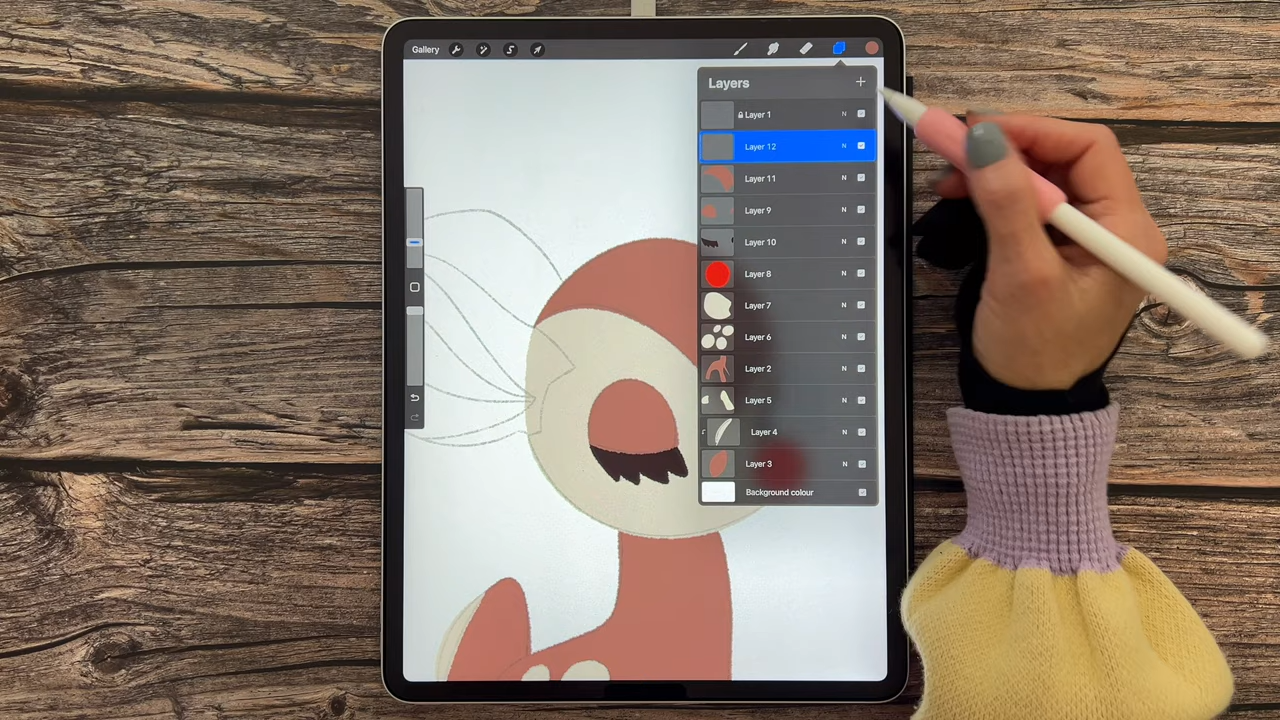 Gallery
Layers
Layer 1 N
Layer 12 N
Layer 11 N
Layer 9 N
Layer 10 N
Layer 8 N
Layer 7 N
Layer 6 N
Layer 2 N
Layer 5 N
Layer 4 N
Layer 3 N
Background colour